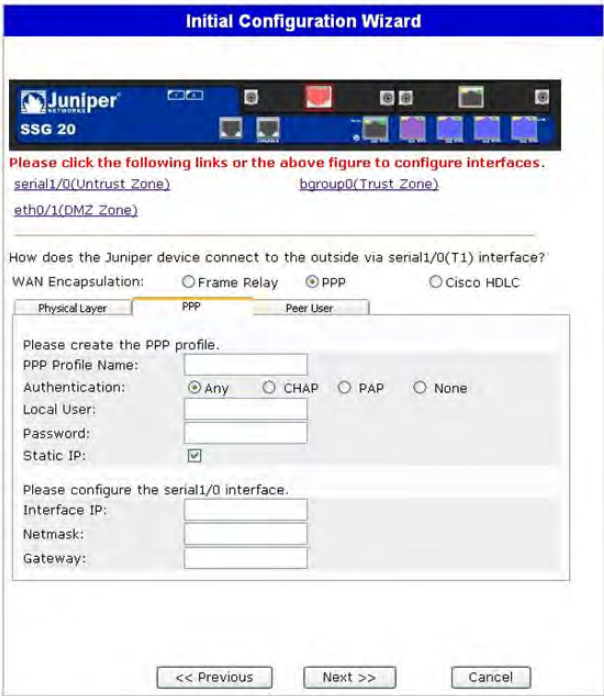 Initial Configuration Wizard
Juniper
NETWORKS
SSG 20
Please click the following links or the above figure to configure interfaces.
serial1/0(Untrust Zone) bgroup0(Trust Zone)
eth0/1(DMZ Zone)
How does the Juniper device connect to the outside via serial1/0(T1) interface?
WAN Encapsulation: Frame Relay PPP Cisco HDLC
Physical Layer PPP Peer User
Please create the PPP profile.
PPP Profile Name:
Authentication: Any CHAP PAP None
Local User:
Password:
Static IP:
Please configure the serial1/0 interface.
Interface IP:
Netmask:
Gateway:
<< Previous Next >> Cancel